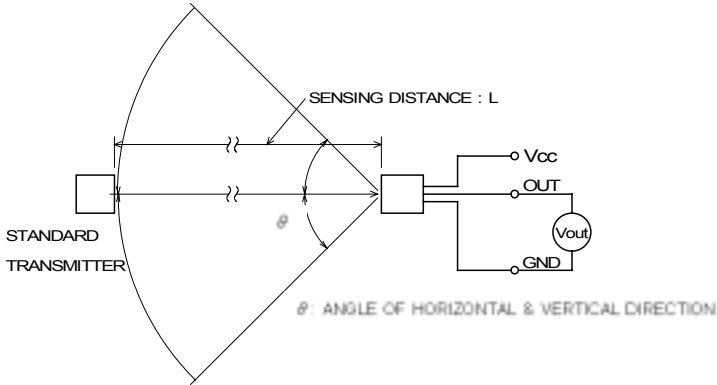 SENSING DISTANCE : L
Vcc
OUT
Vout
GND
θ
STANDARD
TRANSMITTER
θ: ANGLE OF HORIZONTAL & VERTICAL DIRECTION